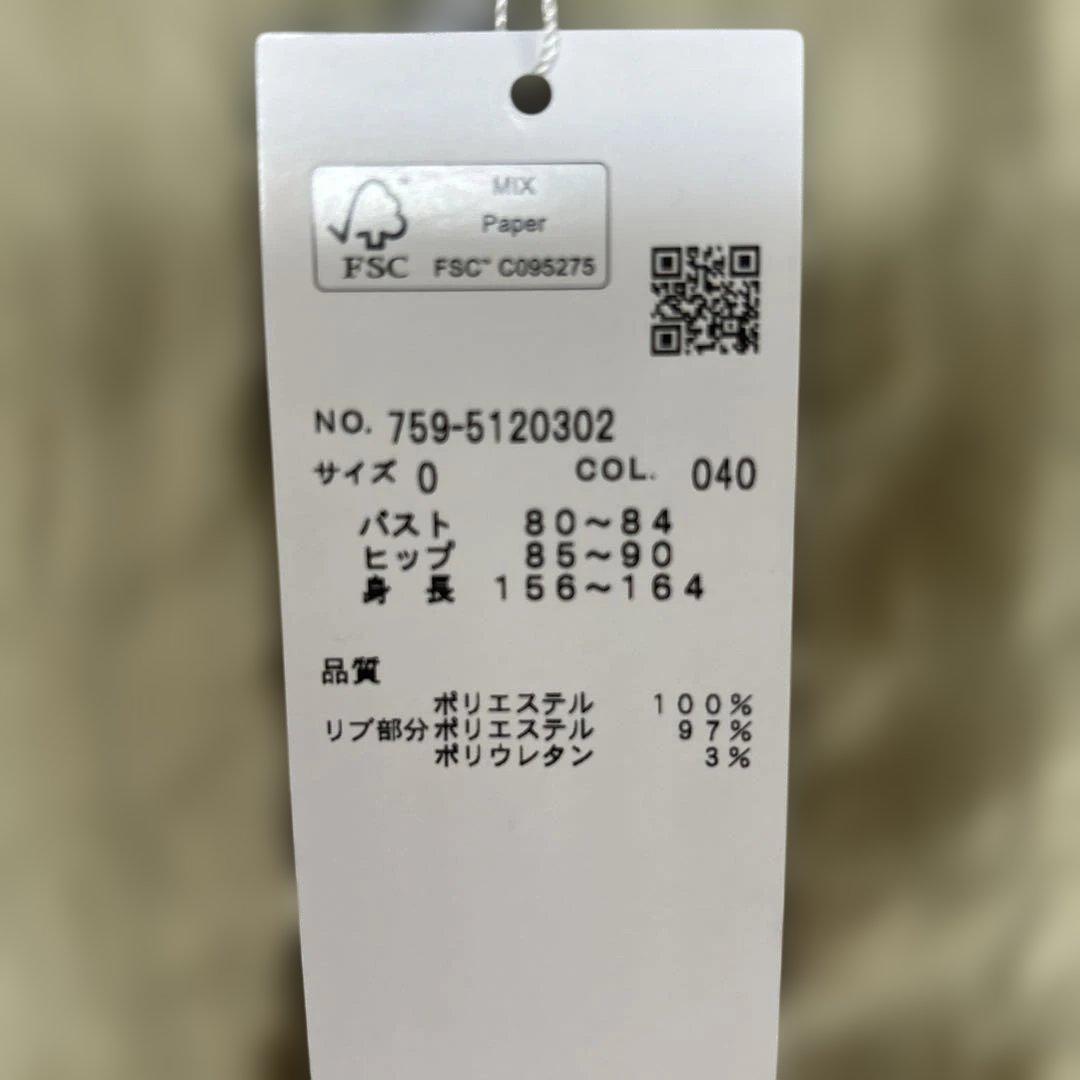 MIX
Paper
FSC FSC™ C095275
NO. 759-5120302
サイズ 0 COL. 040
バスト 80～84
ヒップ 85～90
身長 156～164
品質
ポリエステル 100%
リブ部分ポリエステル 97%
ポリウレタン 3%